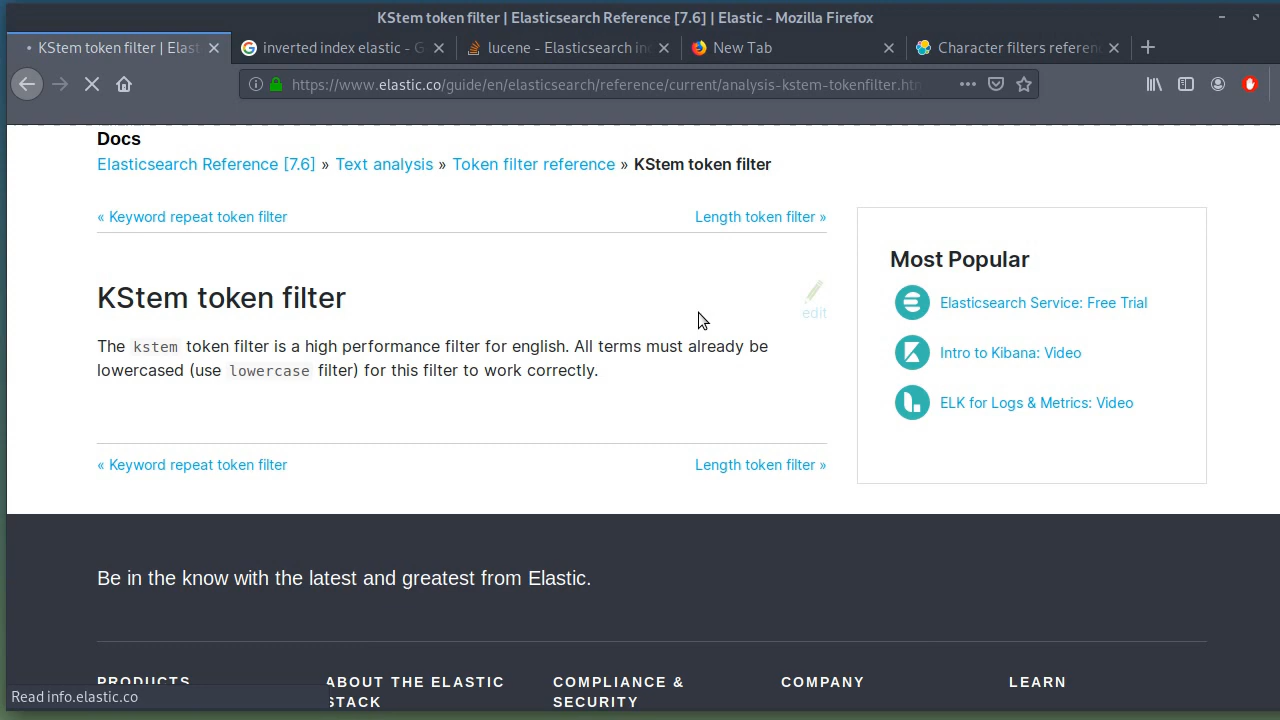 KStem token filter | Elasticsearch Reference [7.6] | Elastic - Mozilla Firefox
KStem token filter | Elast
inverted index elastic - G
lucene - Elasticsearch in
New Tab
Character filters referen
https://www.elastic.co/guide/en/elasticsearch/reference/current/analysis-kstem-tokenfilter.htm
Docs
Elasticsearch Reference [7.6] » Text analysis » Token filter reference » KStem token filter
« Keyword repeat token filter
Length token filter »
KStem token filter
edit
The kstem token filter is a high performance filter for english. All terms must already be
lowercased (use lowercase filter) for this filter to work correctly.
« Keyword repeat token filter
Length token filter »
Most Popular
Elasticsearch Service: Free Trial
Intro to Kibana: Video
ELK for Logs & Metrics: Video
Be in the know with the latest and greatest from Elastic.
PRODUCTS
ABOUT THE ELASTIC
STACK
COMPLIANCE &
SECURITY
COMPANY
LEARN
Read info.elastic.co